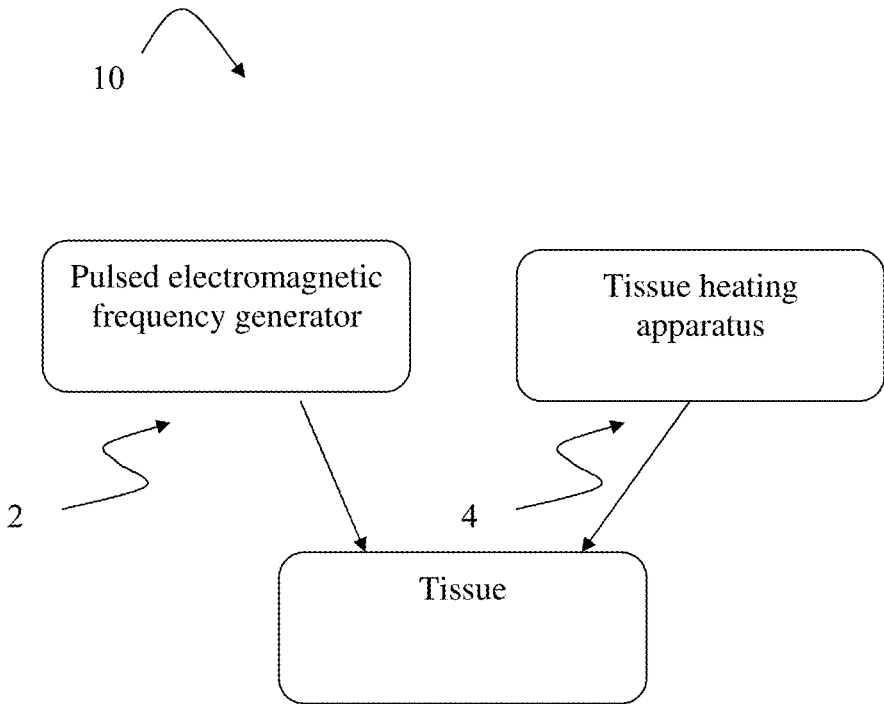 10
Pulsed electromagnetic
frequency generator
Tissue heating
apparatus
2
4
Tissue